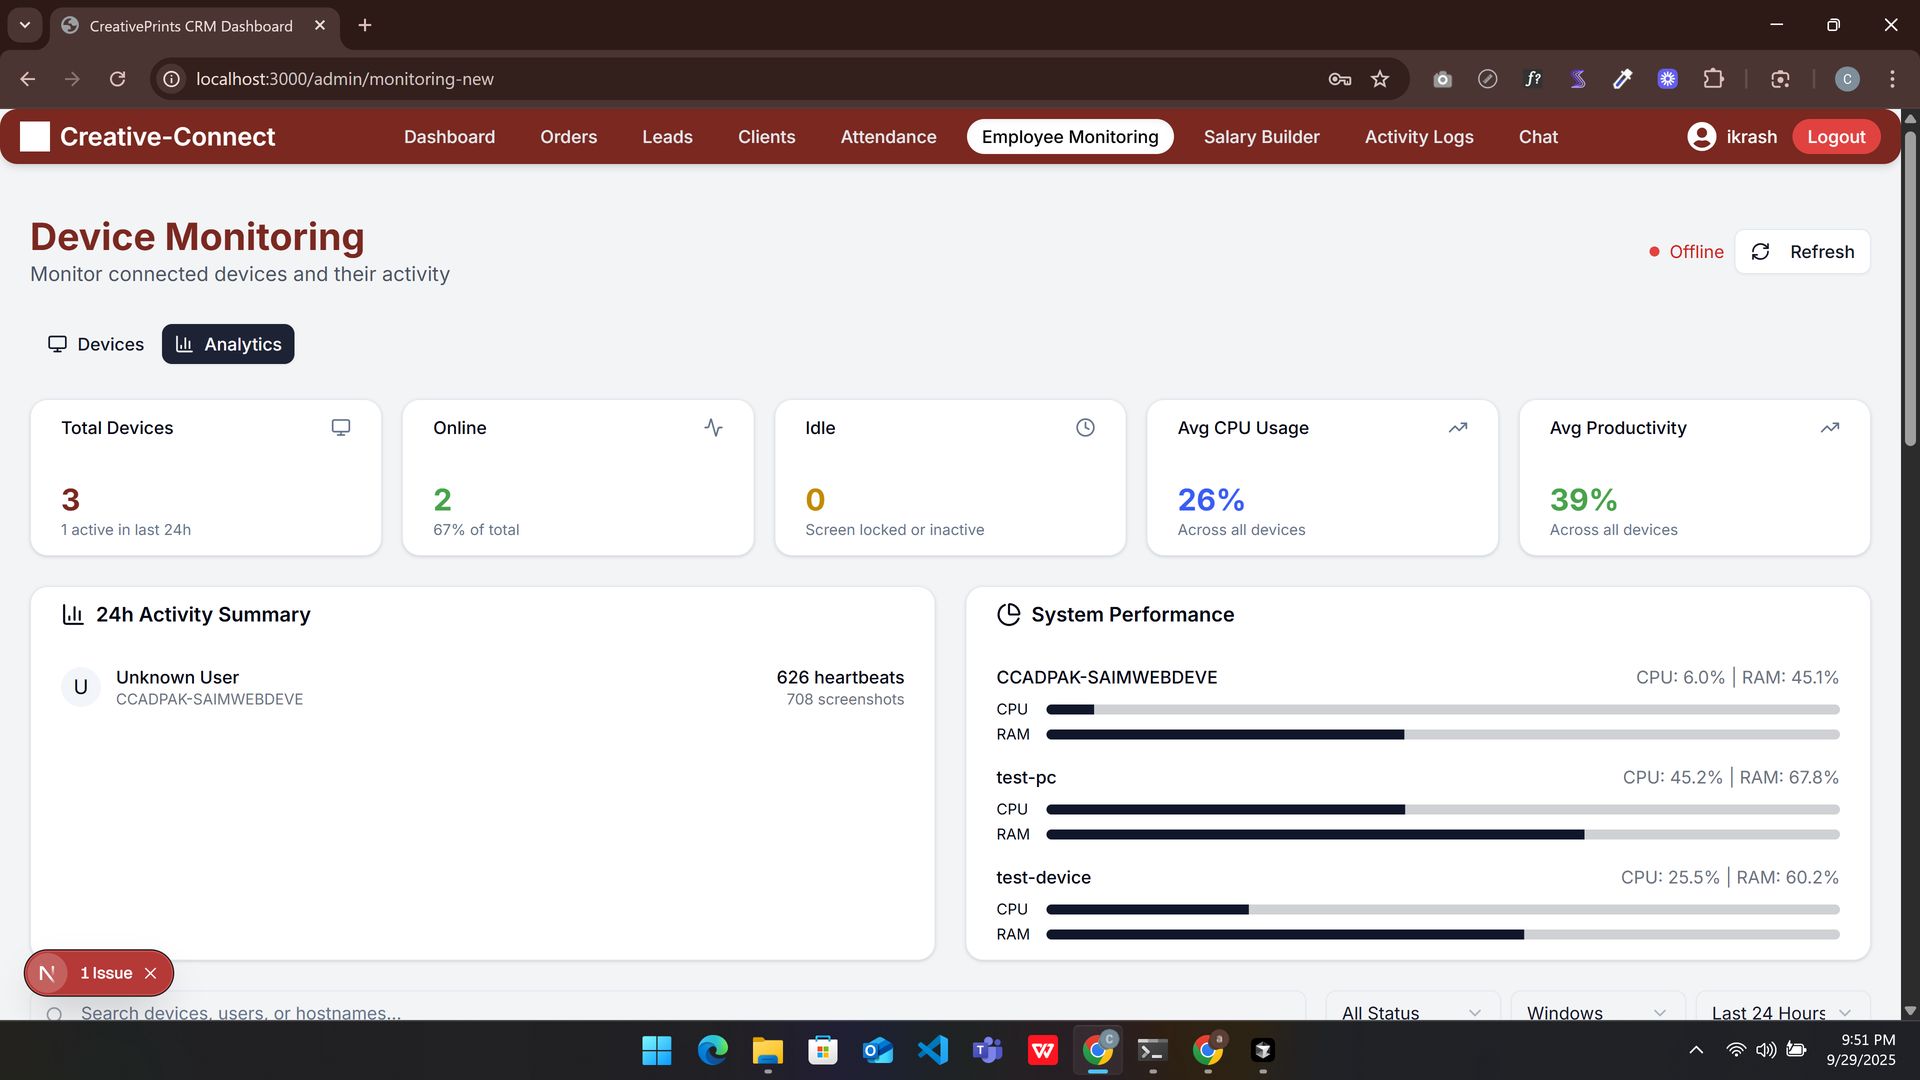 CreativePrints CRM Dashboard
localhost:3000/admin/monitoring-new
f?
C
Creative-Connect
Dashboard
Orders
Leads
Clients
Attendance
Employee Monitoring
Salary Builder
Activity Logs
Chat
ikrash
Logout
Device Monitoring
Monitor connected devices and their activity
Offline
Refresh
Devices
Analytics
Total Devices
3
1 active in last 24h
Online
2
67% of total
Idle
0
Screen locked or inactive
Avg CPU Usage
26%
Across all devices
Avg Productivity
39%
Across all devices
24h Activity Summary
U
Unknown User
CCADPAK-SAIMWEBDEVE
626 heartbeats
708 screenshots
System Performance
CCADPAK-SAIMWEBDEVE
CPU: 6.0% | RAM: 45.1%
CPU
RAM
test-pc
CPU: 45.2% | RAM: 67.8%
CPU
RAM
test-device
CPU: 25.5% | RAM: 60.2%
CPU
RAM
N
1 Issue
Search devices, users, or hostnames...
All Status
Windows
Last 24 Hours
C
a
9:51 PM
9/29/2025